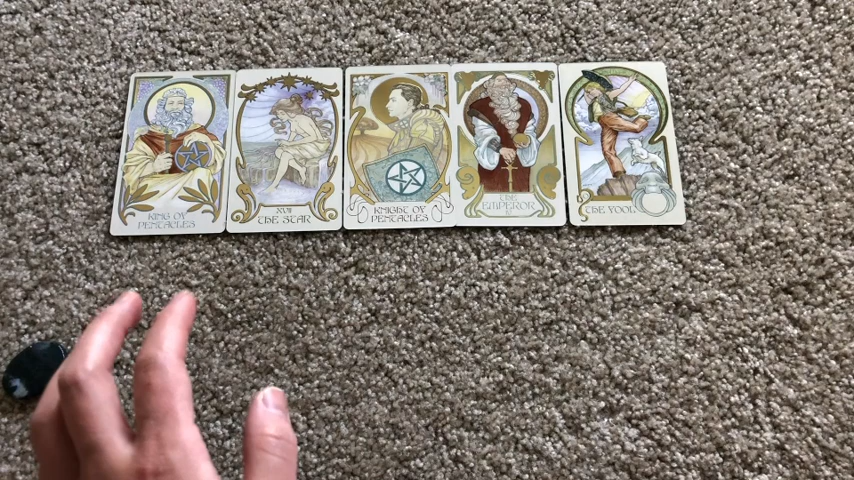 KING OF
PENTACLES
XVII
THE STAR
KNIGHT OF
PENTACLES
THE
EMPEROR
THE FOOL